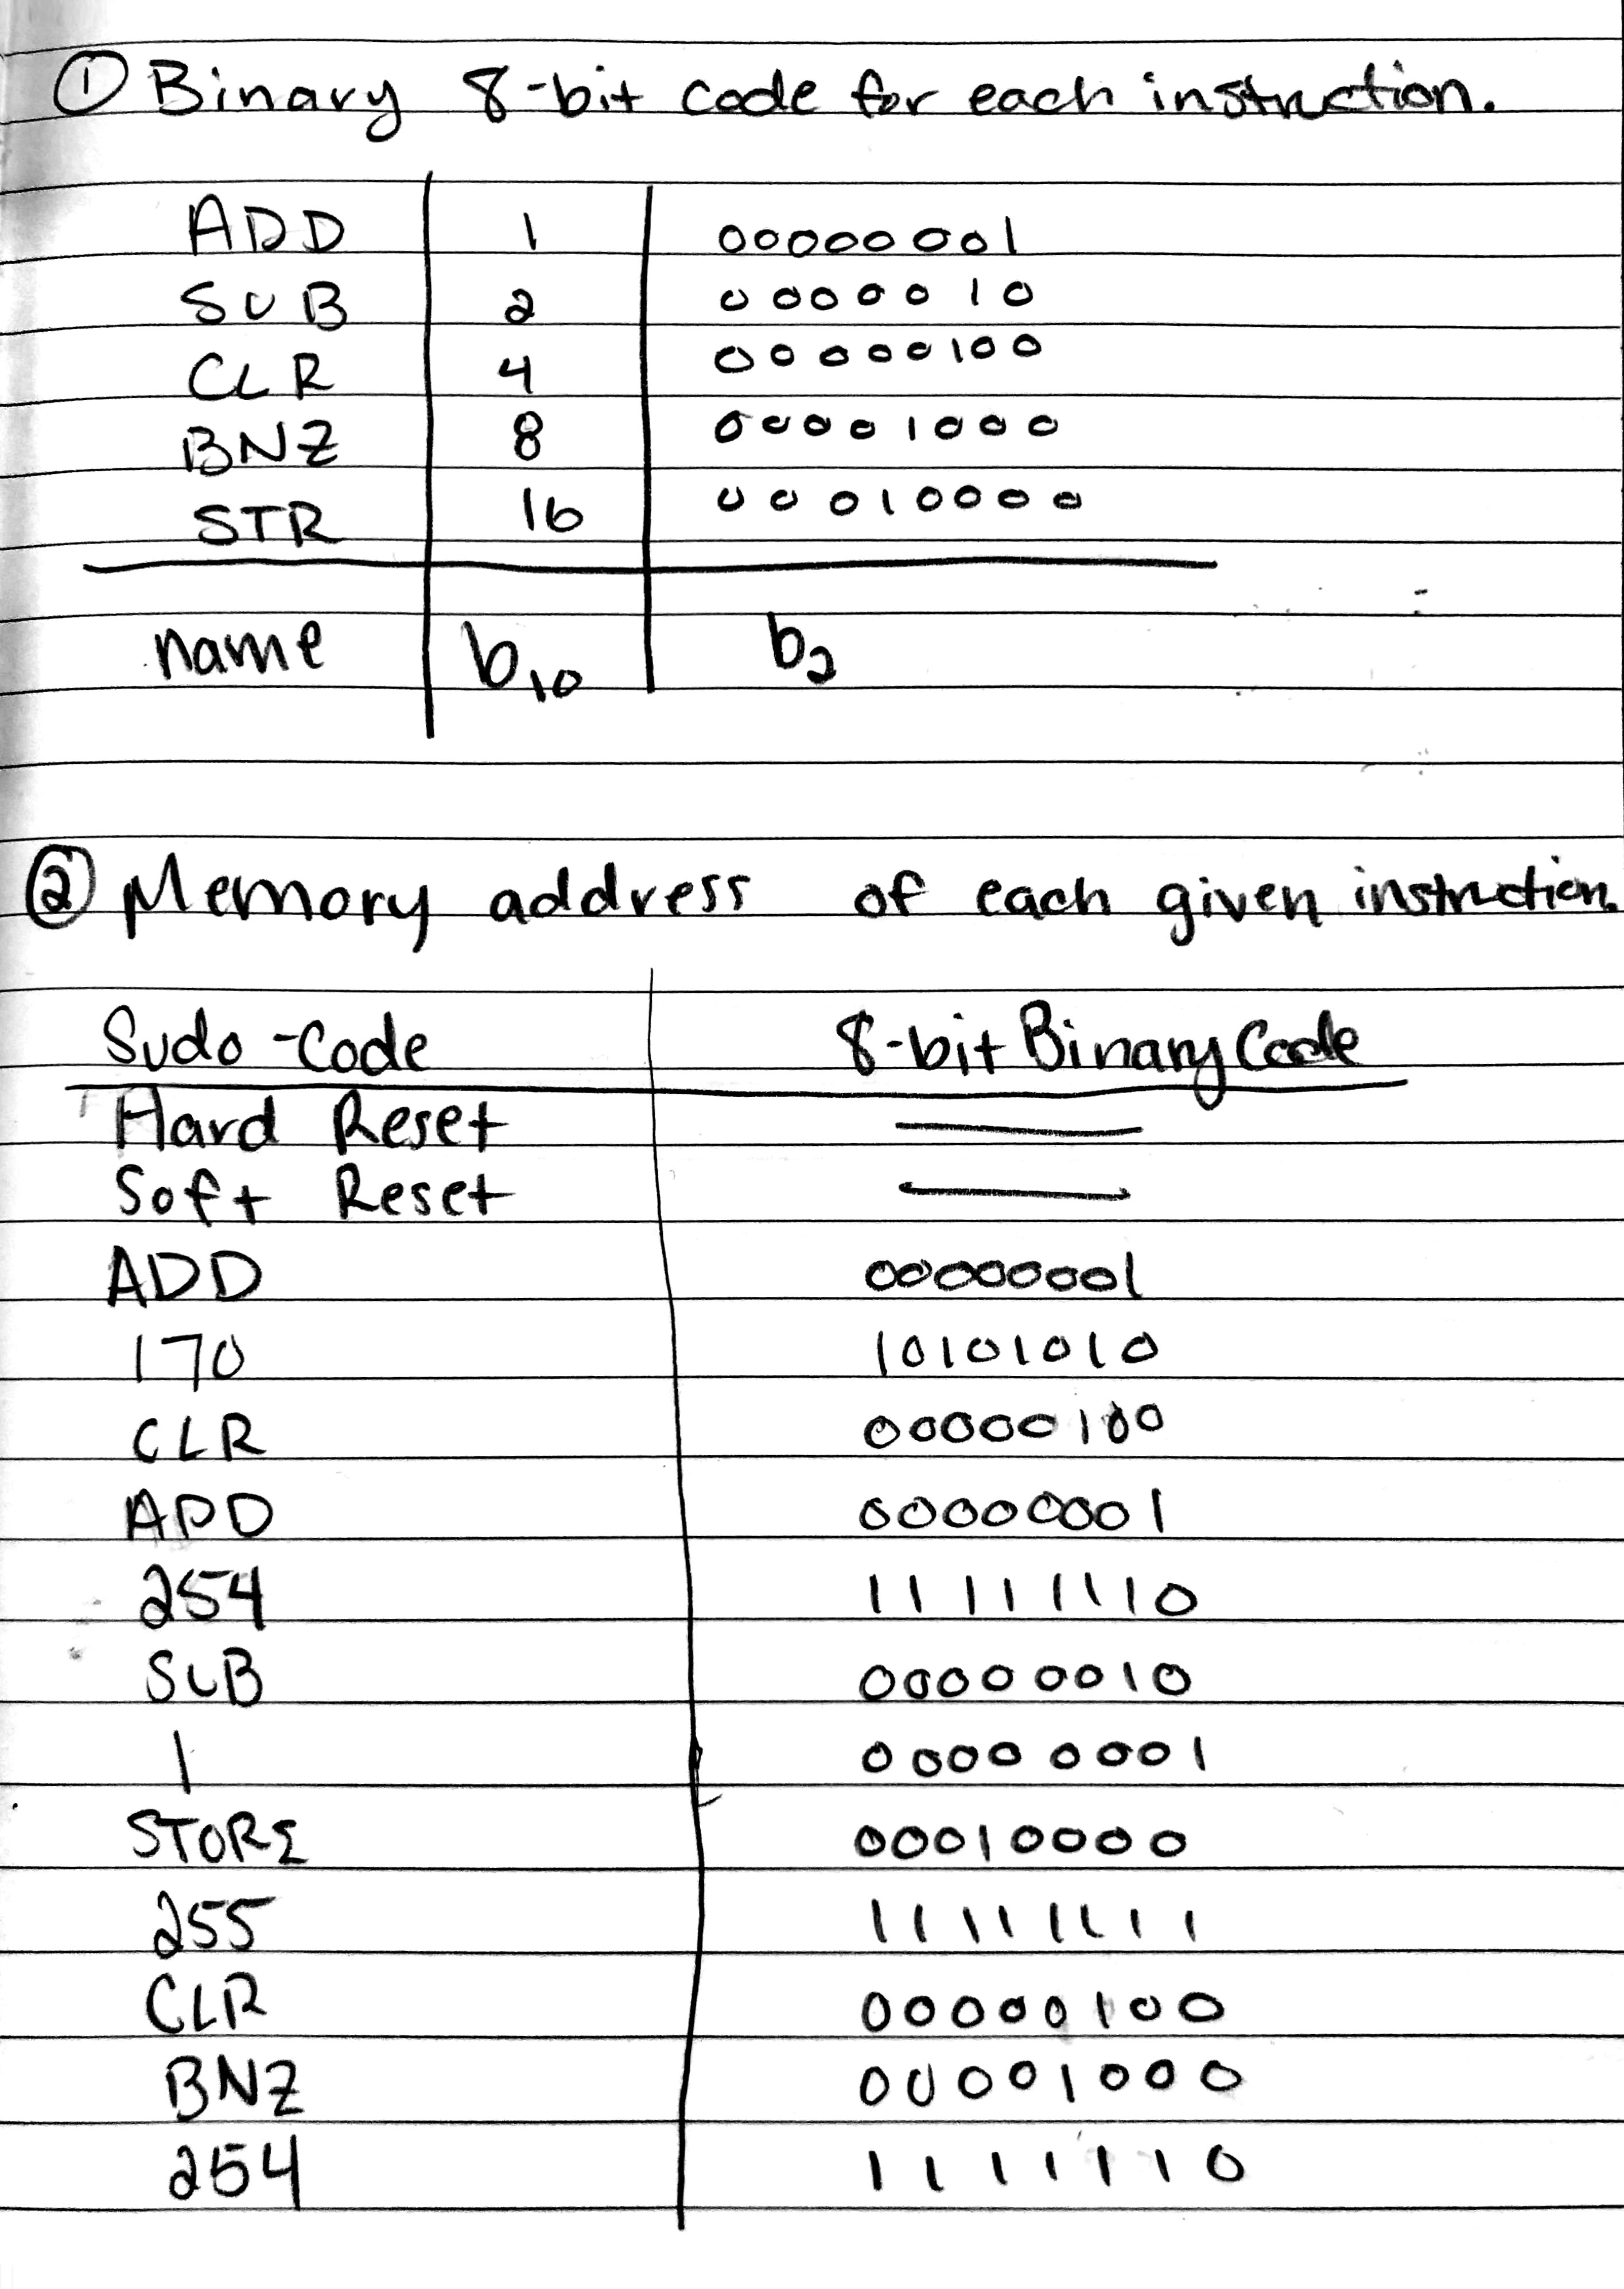 ① Binary 8-bit code for each instruction.
ADD 1 00000001
SUB 2 0000010
CLR 4 00000100
BNZ 8 00001000
STR 16 00010000
name b₁₀ b₂
② Memory address of each given instruction.
Sudo-Code 8-bit Binary Code
Hard Reset —
Soft Reset —
ADD 00000001
170 10101010
CLR 00000100
ADD 00000001
254 11111110
SUB 00000010
1 00000001
STORE 00010000
255 11111111
CLR 00000100
BNZ 00001000
254 1111110